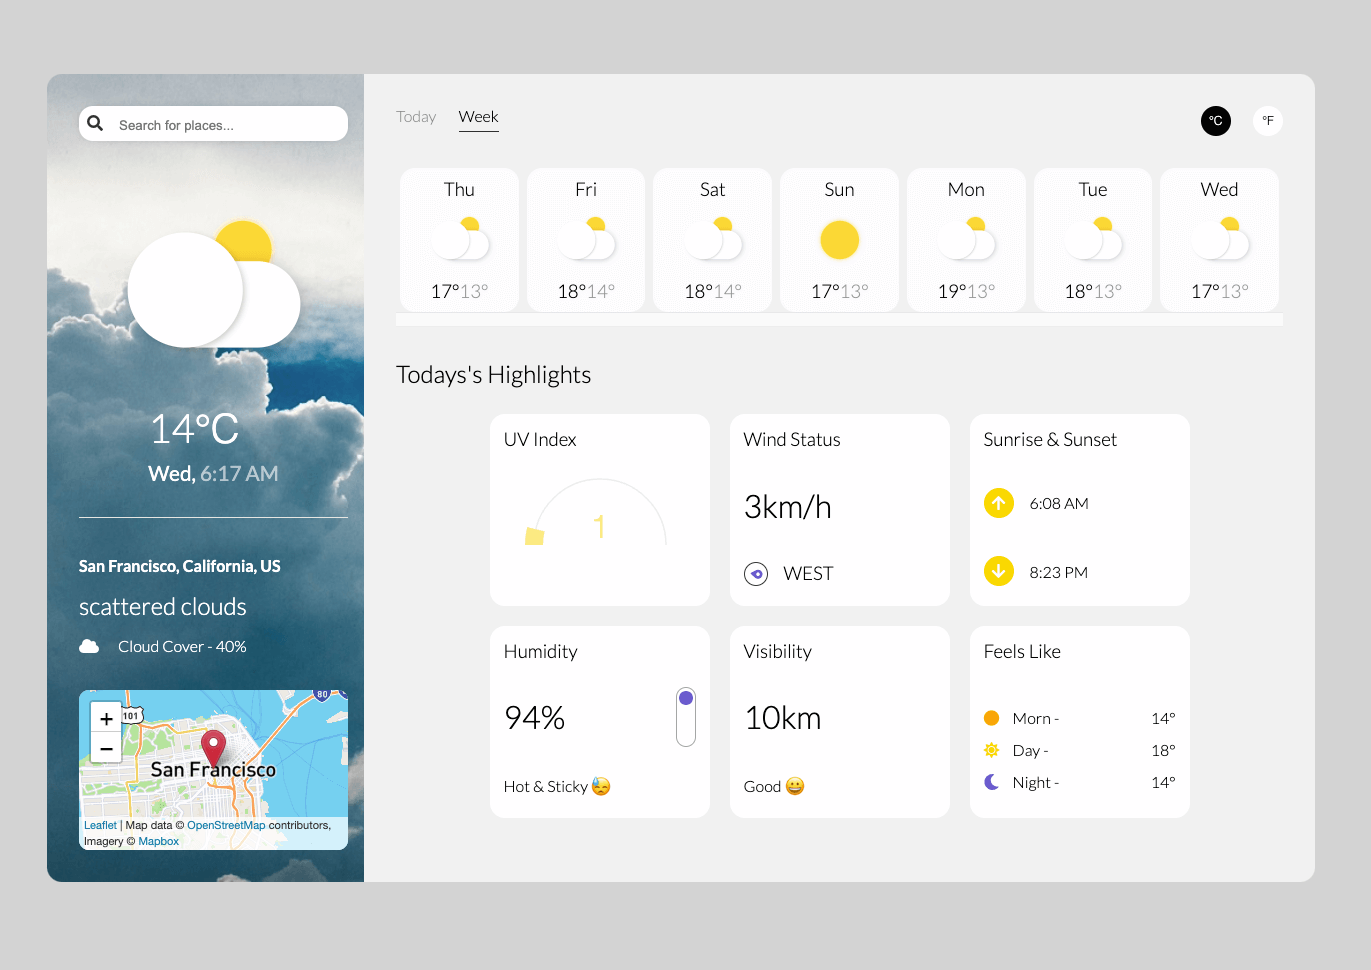 Search for places...
14°C
Wed, 6:17 AM
San Francisco, California, US
scattered clouds
Cloud Cover - 40%
80
+
101
−
San Francisco
Leaflet | Map data © OpenStreetMap contributors,
Imagery © Mapbox
Today Week
°C °F
Thu Fri Sat Sun Mon Tue Wed
17°13° 18°14° 18°14° 17°13° 19°13° 18°13° 17°13°
Todays's Highlights
UV Index
1
Wind Status
3km/h
WEST
Sunrise & Sunset
6:08 AM
8:23 PM
Humidity
94%
Hot & Sticky 😓
Visibility
10km
Good 😀
Feels Like
Morn - 14°
Day - 18°
Night - 14°